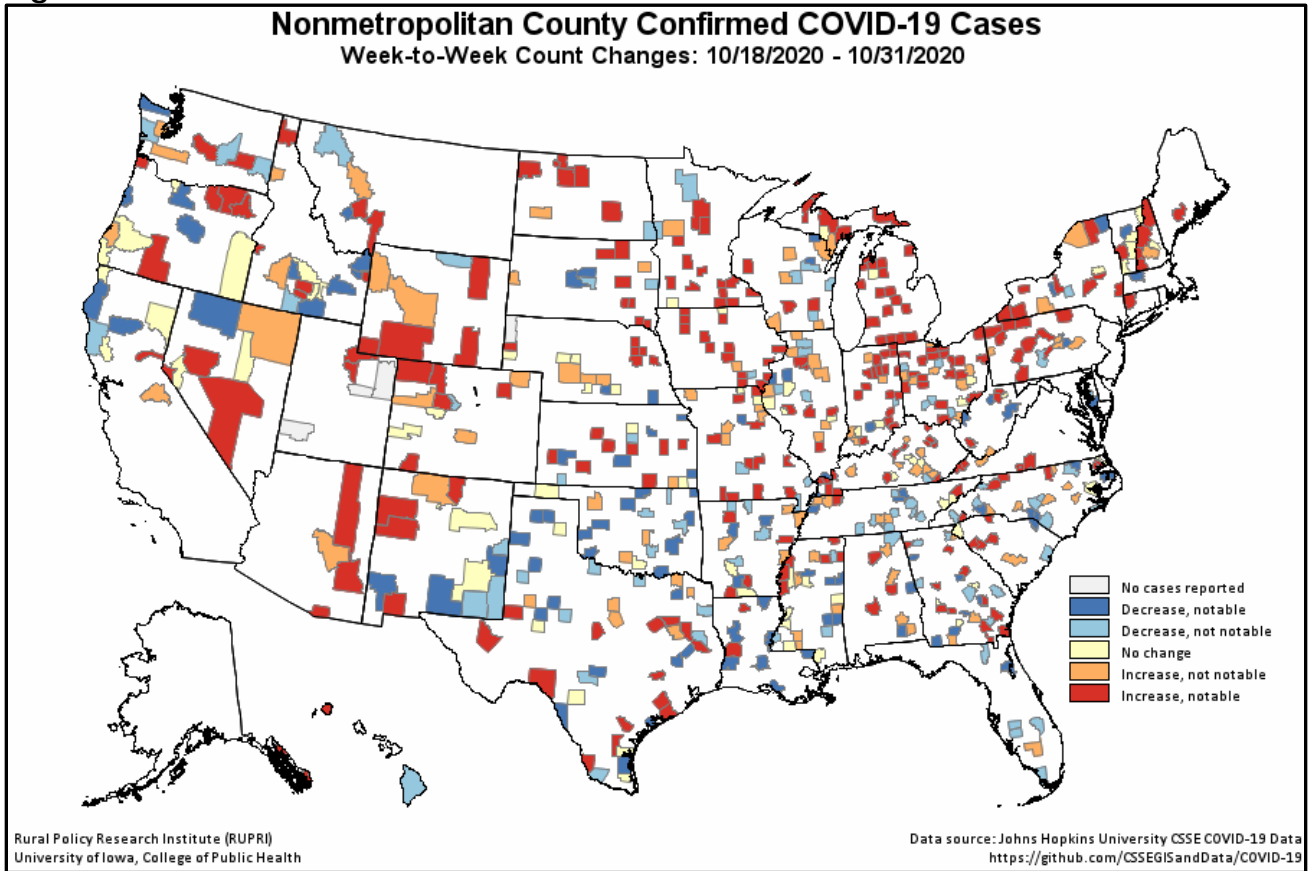 Nonmetropolitan County Confirmed COVID-19 Cases
Week-to-Week Count Changes: 10/18/2020 - 10/31/2020
No cases reported
Decrease, notable
Decrease, not notable
No change
Increase, not notable
Increase, notable
Rural Policy Research Institute (RUPRI)
University of Iowa, College of Public Health
Data source: Johns Hopkins University CSSE COVID-19 Data
https://github.com/CSSEGISandData/COVID-19